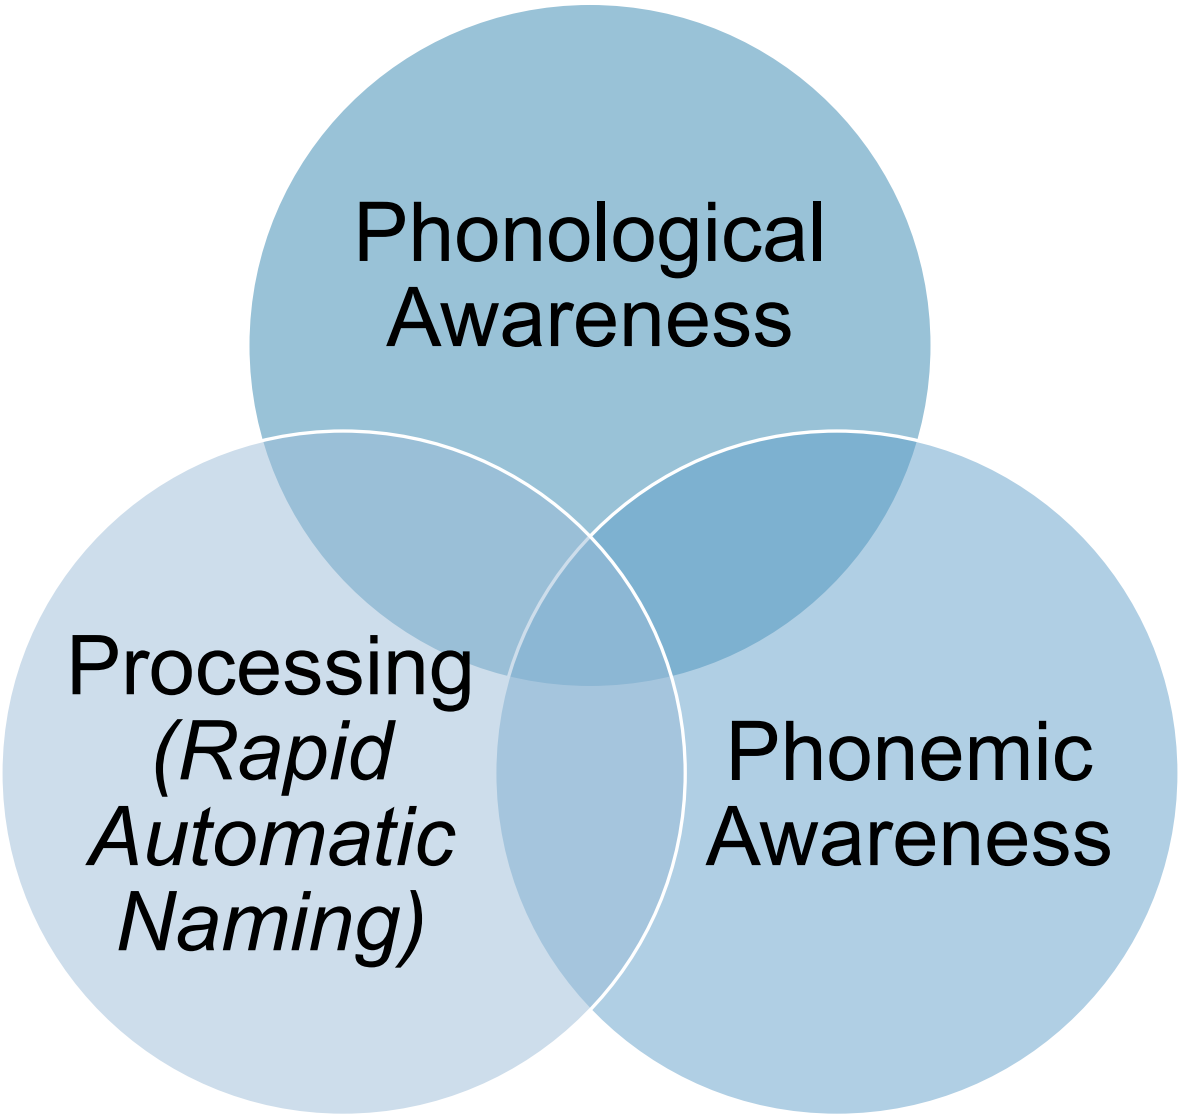 Phonological
Awareness
Processing
(Rapid
Automatic
Naming)
Phonemic
Awareness